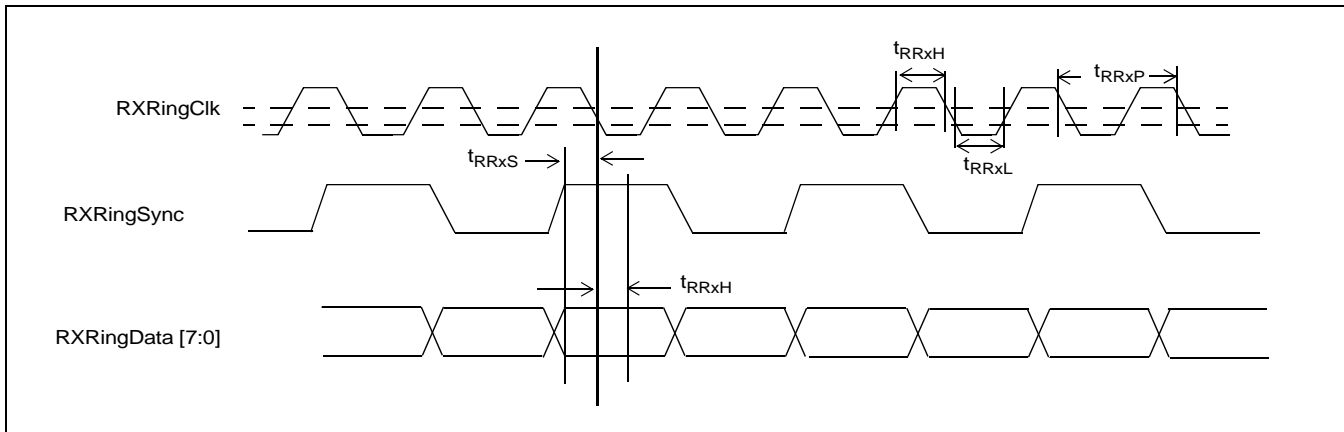 tRRxH
tRRxP
RXRingClk
tRRxS
tRRxL
RXRingSync
tRRxH
RXRingData [7:0]